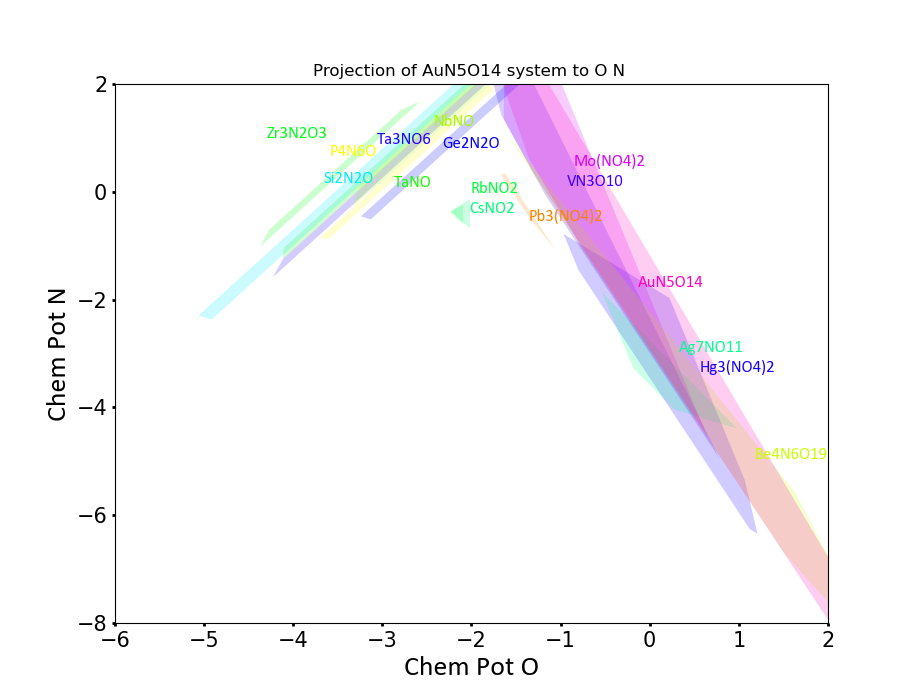 Projection of AuN5O14 system to O N
Chem Pot N
2
0
−2
−4
−6
−8
Zr3N2O3
NbNO
Ta3NO6
P4N6O
Ge2N2O
Si2N2O
TaNO
RbNO2
CsNO2
Pb3(NO4)2
Mo(NO4)2
VN3O10
AuN5O14
Ag7NO11
Hg3(NO4)2
Be4N6O19
−6 −5 −4 −3 −2 −1 0 1 2
Chem Pot O